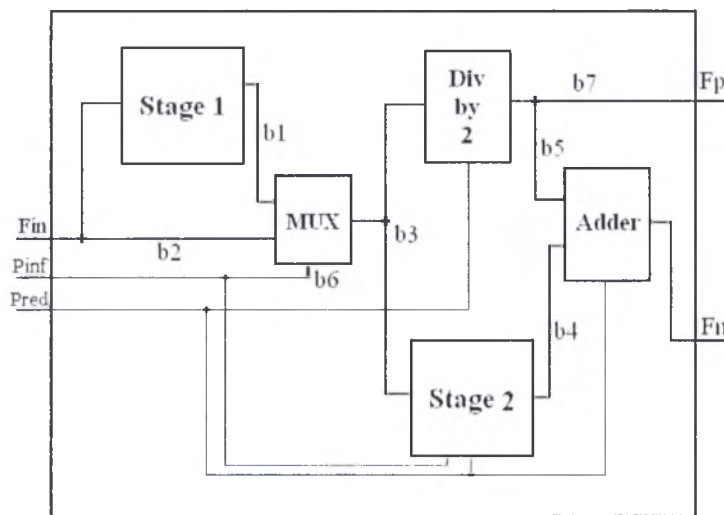 Stage 1
b1
Div
by
2
b7
Fp
b5
Fin
b2
MUX
b3
Adder
Pinf
b6
Pred
b4
Stage 2